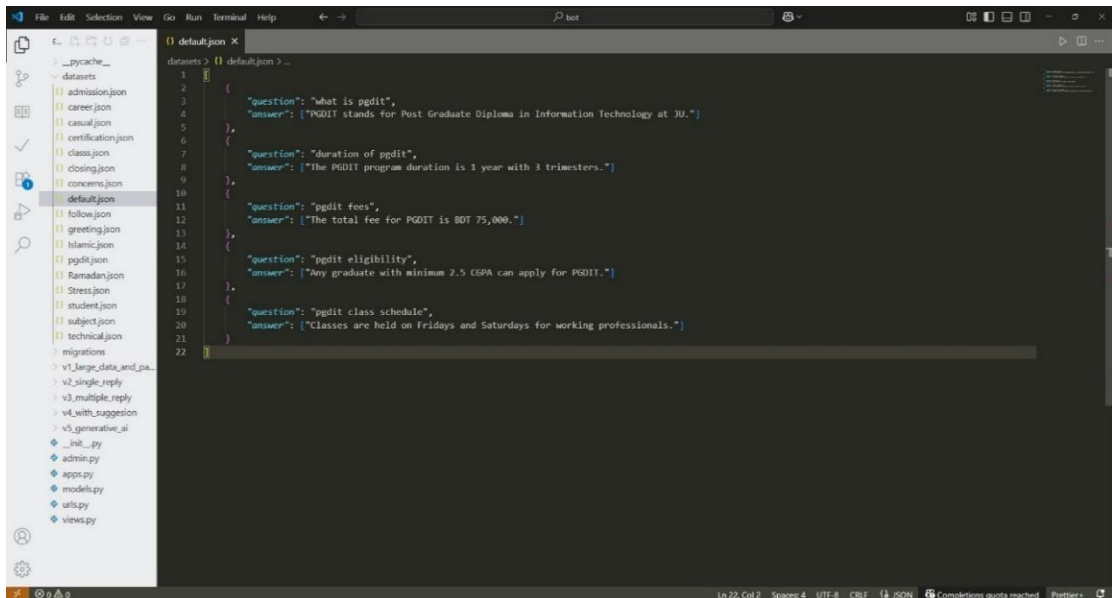 File Edit Selection View Go Run Terminal Help
bot
E...
default.json
datasets > {} default.json > ...
__pycache__
datasets
admission.json
career.json
casual.json
certification.json
classs.json
closing.json
concerns.json
default.json
follow.json
greeting.json
Islamic.json
pgdit.json
Ramadan.json
Stress.json
student.json
subject.json
technical.json
migrations
v1_large_data_and_pa...
v2_single_reply
v3_multiple_reply
v4_with_suggesion
v5_generative_ai
__init__.py
admin.py
apps.py
models.py
urls.py
views.py
1 [
2 {
3 "question": "what is pgdit",
4 "answer": ["PGDIT stands for Post Graduate Diploma in Information Technology at JU."]
5 },
6 {
7 "question": "duration of pgdit",
8 "answer": ["The PGDIT program duration is 1 year with 3 trimesters."]
9 },
10 {
11 "question": "pgdit fees",
12 "answer": ["The total fee for PGDIT is BDT 75,000."]
13 },
14 {
15 "question": "pgdit eligibility",
16 "answer": ["Any graduate with minimum 2.5 CGPA can apply for PGDIT."]
17 },
18 {
19 "question": "pgdit class schedule",
20 "answer": ["Classes are held on Fridays and Saturdays for working professionals."]
21 }
22 ]
0 0 Ln 22, Col 2 Spaces: 4 UTF-8 CRLF {} JSON Completions quota reached Prettier+